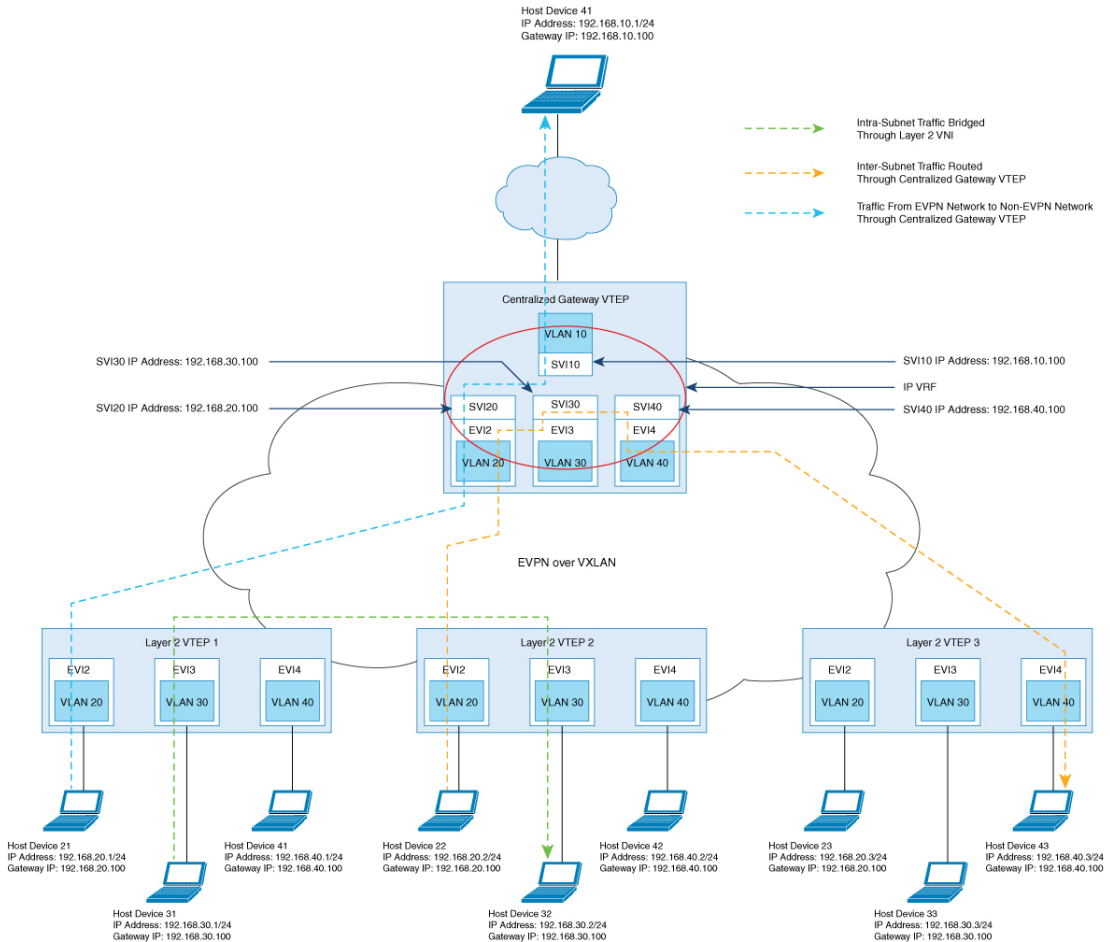 Host Device 41
IP Address: 192.168.10.1/24
Gateway IP: 192.168.10.100
Intra-Subnet Traffic Bridged
Through Layer 2 VNI
Inter-Subnet Traffic Routed
Through Centralized Gateway VTEP
Traffic From EVPN Network to Non-EVPN Network
Through Centralized Gateway VTEP
Centralized Gateway VTEP
VLAN 10
SVI10
SVI30 IP Address: 192.168.30.100
SVI10 IP Address: 192.168.10.100
IP VRF
SVI20 IP Address: 192.168.20.100
SVI40 IP Address: 192.168.40.100
SVI20
EVI2
VLAN 20
SVI30
EVI3
VLAN 30
SVI40
EVI4
VLAN 40
EVPN over VXLAN
Layer 2 VTEP 1
EVI2
VLAN 20
EVI3
VLAN 30
EVI4
VLAN 40
Layer 2 VTEP 2
EVI2
VLAN 20
EVI3
VLAN 30
EVI4
VLAN 40
Layer 2 VTEP 3
EVI2
VLAN 20
EVI3
VLAN 30
EVI4
VLAN 40
Host Device 21
IP Address: 192.168.20.1/24
Gateway IP: 192.168.20.100
Host Device 41
IP Address: 192.168.40.1/24
Gateway IP: 192.168.40.100
Host Device 22
IP Address: 192.168.20.2/24
Gateway IP: 192.168.20.100
Host Device 42
IP Address: 192.168.40.2/24
Gateway IP: 192.168.40.100
Host Device 23
IP Address: 192.168.20.3/24
Gateway IP: 192.168.20.100
Host Device 43
IP Address: 192.168.40.3/24
Gateway IP: 192.168.40.100
Host Device 31
IP Address: 192.168.30.1/24
Gateway IP: 192.168.30.100
Host Device 32
IP Address: 192.168.30.2/24
Gateway IP: 192.168.30.100
Host Device 33
IP Address: 192.168.30.3/24
Gateway IP: 192.168.30.100